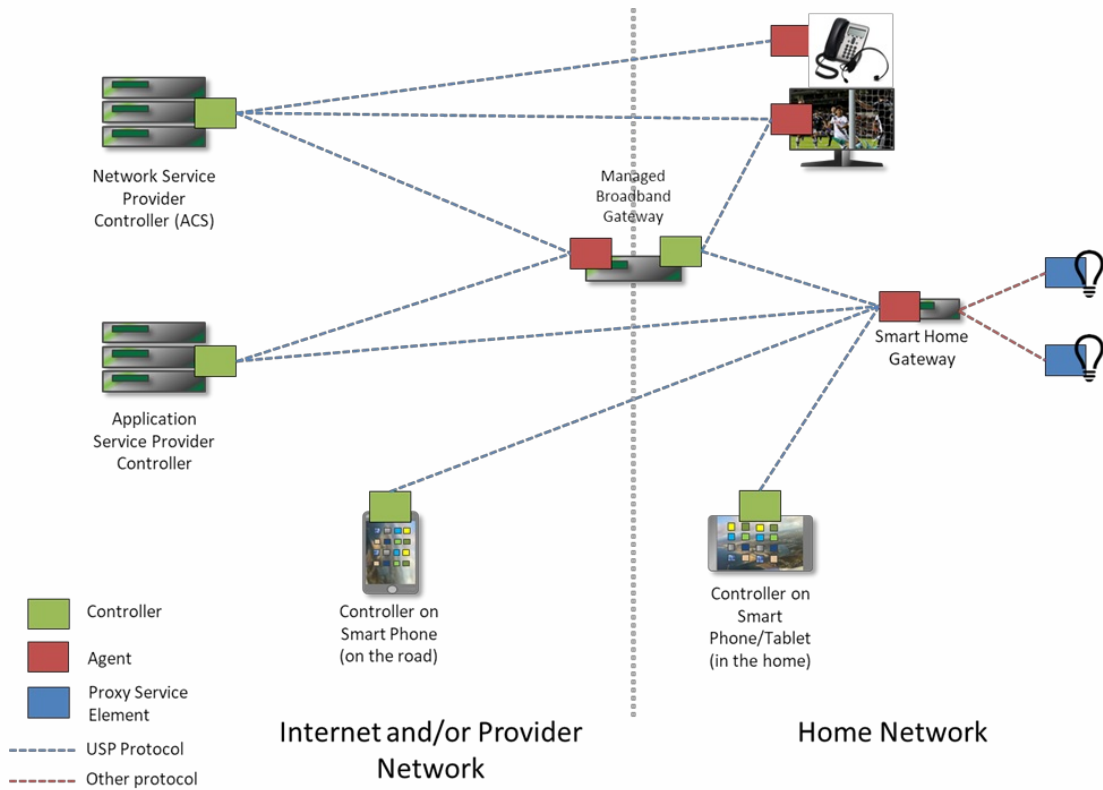 Network Service
Provider
Controller (ACS)
Managed
Broadband
Gateway
Smart Home
Gateway
Application
Service Provider
Controller
Controller on
Smart Phone
(on the road)
Controller on
Smart
Phone/Tablet
(in the home)
Controller
Agent
Proxy Service
Element
USP Protocol
Other protocol
Internet and/or Provider
Network
Home Network